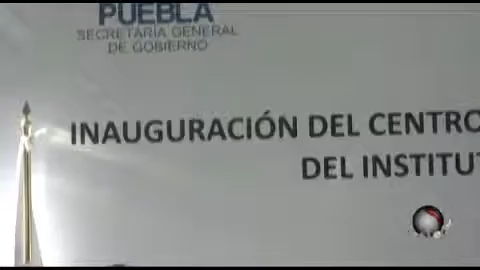 PUEBLA
SECRETARÍA GENERAL
DE GOBIERNO
INAUGURACIÓN DEL CENTRO
DEL INSTITUT